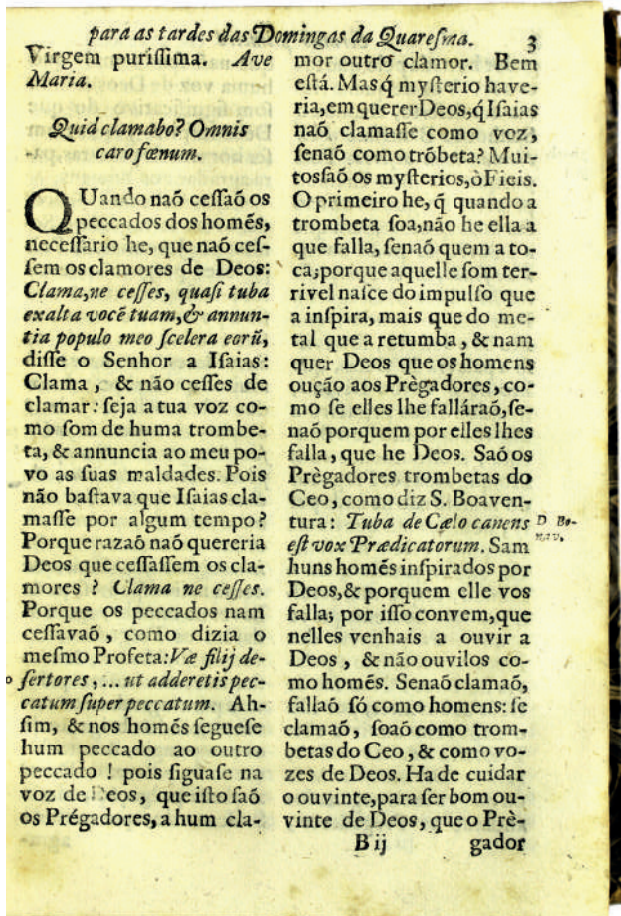 para as tardes das Domingas da Quareſma. 3
Virgem puriſſima. Ave
Maria.
Quid clamabo? Omnis
caro fœnum.
QUando naõ ceſſaõ os
peccados dos homẽs,
neceſſario he, que naõ ceſ-
ſem os clamores de Deos:
Clama, ne ceſſes, quaſi tuba
exalta vocẽ tuam, & annun-
tia populo meo ſcelera eorũ,
diſſe o Senhor a Iſaias:
Clama, & não ceſſes de
clamar: ſeja a tua voz co-
mo ſom de huma trombe-
ta, & annuncia ao meu po-
vo as ſuas maldades. Pois
não baſtava que Iſaias cla-
maſſe por algum tempo?
Porque razaõ naõ quereria
Deos que ceſſaſſem os cla-
mores? Clama ne ceſſes.
Porque os peccados nam
ceſſavaõ, como dizia o
meſmo Profeta: Væ filij de-
ſertores, ... ut adderetis pec-
catum ſuper peccatum. Ah-
ſim, & nos homẽs ſegueſe
hum peccado ao outro
peccado! pois ſiguaſe na
voz de Deos, que iſto ſaõ
os Prégadores, a hum cla-
mor outro clamor. Bem
eſtá. Mas q̃ myſterio have-
ria, em querer Deos, q̃ Iſaias
naõ clamaſſe como voz,
ſenaõ como trõbeta? Mui-
tos ſaõ os myſterios, ò Fieis.
O primeiro he, q̃ quando a
trombeta ſoa, não he ella a
que falla, ſenaõ quem a to-
ca; porque aquelle ſom ter-
rivel naſce do impulſo que
a inſpira, mais que do me-
tal que a retumba, & nam
quer Deos que os homens
oução aos Prègadores, co-
mo ſe elles lhe falláraõ, ſe-
naõ porquem por elles lhes
falla, que he Deos. Saõ os
Prègadores trombetas do
Ceo, como diz S. Boaven-
tura: Tuba de Cælo canens
D Bo-
nav.
eſt vox Prædicatorum. Sam
huns homẽs inſpirados por
Deos, & porquem elle vos
falla; por iſſo convem, que
nelles venhais a ouvir a
Deos, & não ouvilos co-
mo homẽs. Senaõ clamaõ,
fallaõ ſó como homens: ſe
clamaõ, ſoaõ como trom-
betas do Ceo, & como vo-
zes de Deos. Ha de cuidar
o ouvinte, para ſer bom ou-
vinte de Deos, que o Prè-
B ij gador